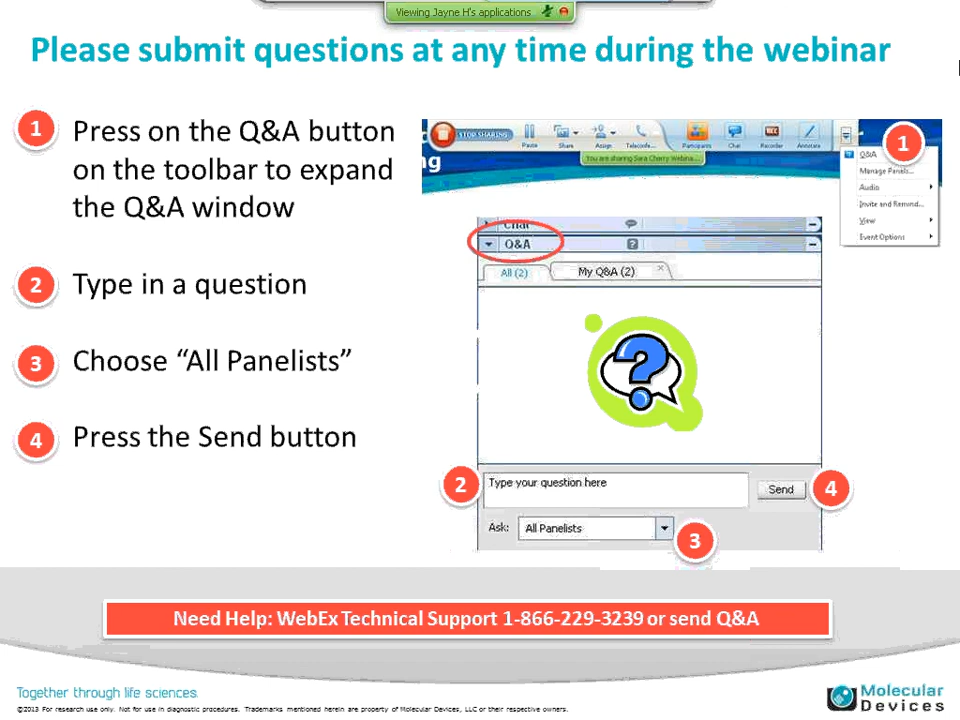 Viewing Jayne H's applications
Please submit questions at any time during the webinar
1
Press on the Q&A button
on the toolbar to expand
the Q&A window
2
Type in a question
3
Choose “All Panelists”
4
Press the Send button
STOP SHARING
Pause
Share
Assign
Teleconfe...
Participants
Chat
Recorder
Annotate
You are sharing Sara Cherry Webina...
ng
1
Q&A
Manage Panels...
Audio
Invite and Remind...
View
Event Options
Chat
Q&A
All (2)
My Q&A (2)
2
Type your question here
Send
4
Ask:
All Panelists
3
Need Help: WebEx Technical Support 1-866-229-3239 or send Q&A
Together through life sciences.
©2013 For research use only. Not for use in diagnostic procedures. Trademarks mentioned herein are property of Molecular Devices, LLC or their respective owners.
Molecular
Devices